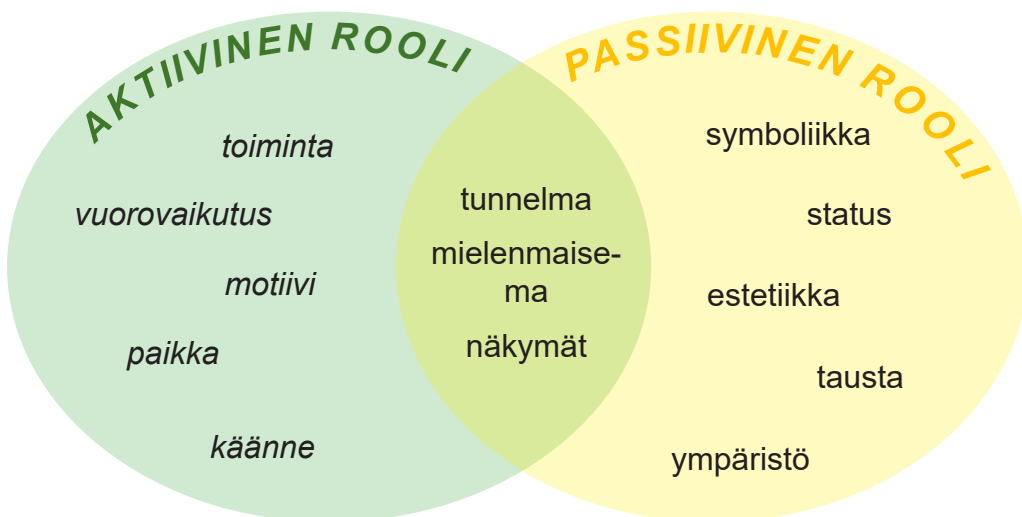 AKTIIVINEN ROOLI
toiminta
vuorovaikutus
motiivi
paikka
käänne
tunnelma
mielenmaise-
ma
näkymät
PASSIIVINEN ROOLI
symboliikka
status
estetiikka
tausta
ympäristö